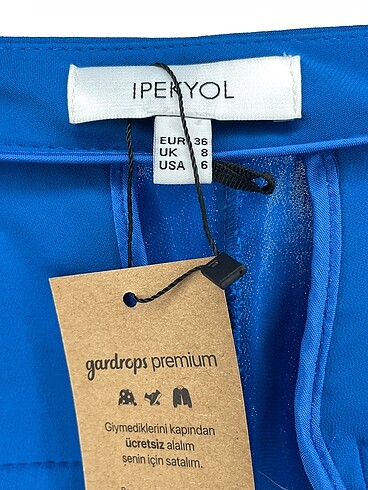 IPEKYOL
EUR 36
UK 8
USA 6
gardrops premium
Giymediklerini kapından
ücretsiz alalım
senin için satalım.